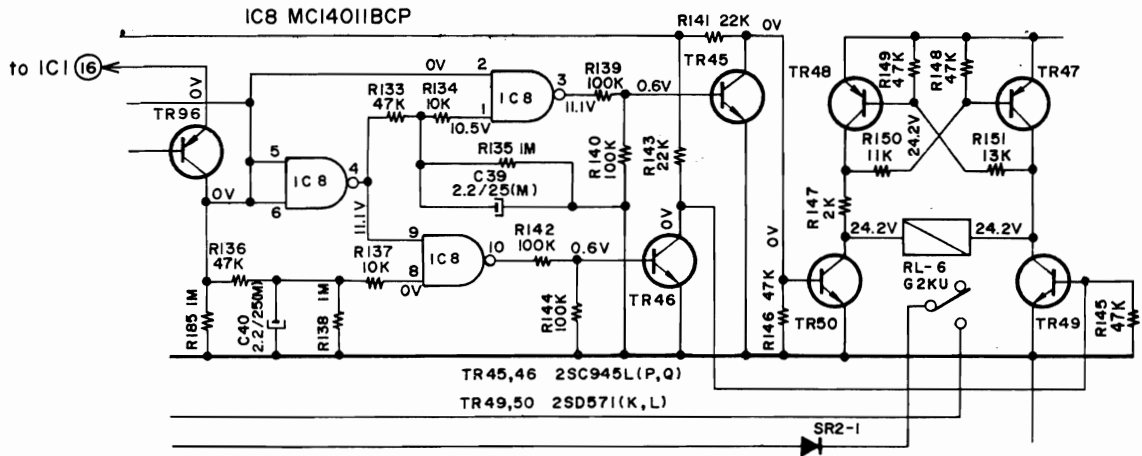 IC8 MC14011BCP
R141 22K
0V
to IC1 16
0V
TR96
0V
2
3
IC8
1
R133
47K
R134
10K
10.5V
11.1V
R139
100K
0.6V
TR45
TR48
R149
47K
R148
47K
TR47
5
6
IC8
4
11.1V
0V
R135 1M
C39
2.2/25(M)
R140
100K
R143
22K
0V
R150
11K
24.2V
R151
13K
R147
2K
24.2V
24.2V
R136
47K
R137
10K
9
8
0V
IC8
10
R142
100K
0.6V
TR46
0V
RL-6
G2KU
R185 1M
C40
2.2/25(M)
R138 1M
R144
100K
R146 47K
TR50
TR49
R145
47K
TR45,46 2SC945L(P,Q)
TR49,50 2SD571(K,L)
SR2-1